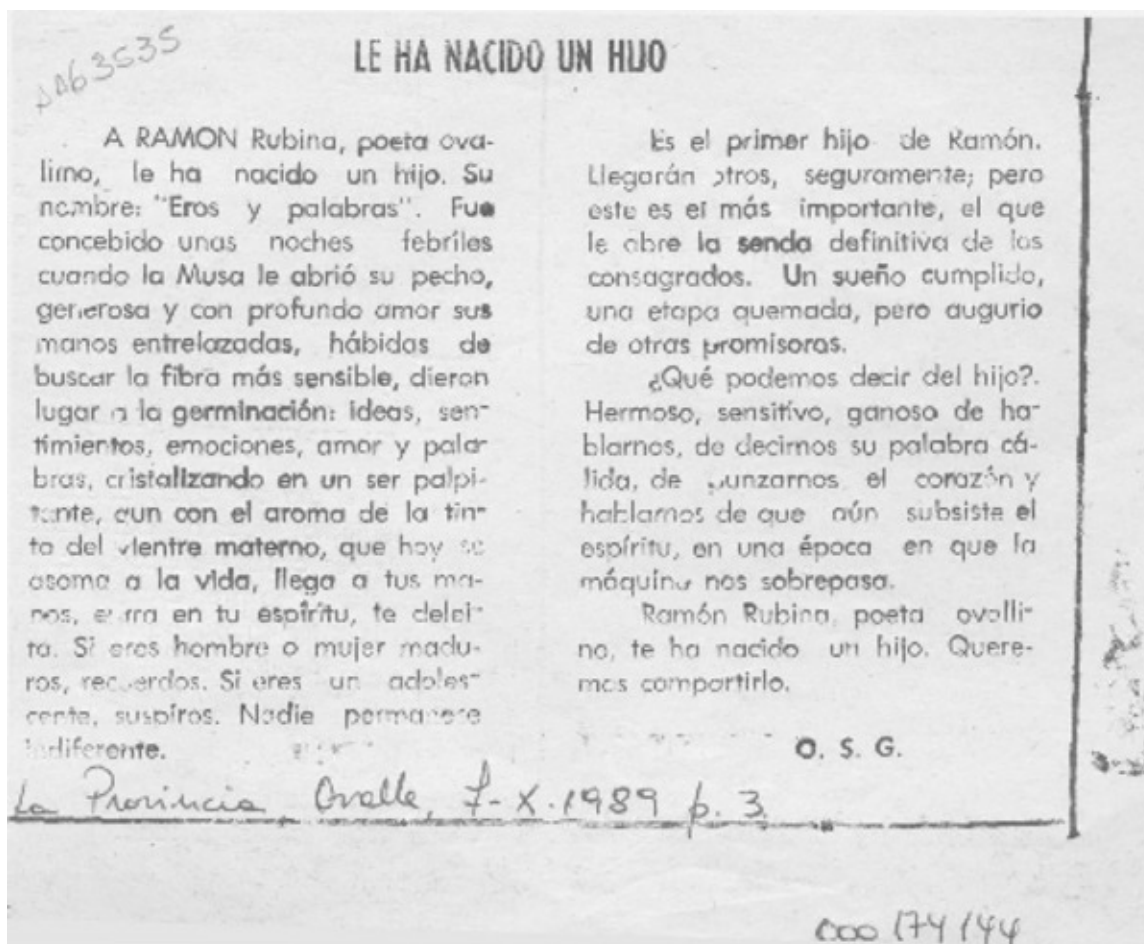 AA63535
LE HA NACIDO UN HIJO
A RAMON Rubina, poeta ova-
lino, le ha nacido un hijo. Su
nombre: "Eros y palabras". Fue
concebido unas noches febriles
cuando la Musa le abrió su pecho,
generosa y con profundo amor sus
manos entrelazadas, hábidas de
buscar la fibra más sensible, dieron
lugar a la germinación: ideas, sen-
timientos, emociones, amor y pala-
bras, cristalizando en un ser palpi-
tante, aun con el aroma de la tin-
ta del vientre materno, que hoy se
asoma a la vida, llega a tus ma-
nos, entra en tu espíritu, te delei-
ta. Si eres hombre o mujer madu-
ros, recuerdos. Si eres un adoles-
cente, suspiros. Nadie permanece
indiferente.
Es el primer hijo de Ramón.
Llegarán otros, seguramente; pero
este es el más importante, el que
le abre la senda definitiva de los
consagrados. Un sueño cumplido,
una etapa quemada, pero augurio
de otras promisoras.
¿Qué podemos decir del hijo?.
Hermoso, sensitivo, ganoso de ha-
blarnos, de decirnos su palabra cá-
lida, de punzarnos el corazón y
hablarnos de que aún subsiste el
espíritu, en una época en que la
máquina nos sobrepasa.
Ramón Rubina, poeta ovalli-
no, te ha nacido un hijo. Quere-
mos compartirlo.
O. S. G.
La Provincia Ovalle, 7-X-1989 p. 3
000174144